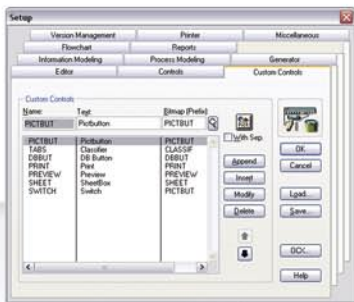 Setup
Version Management Printer Miscellaneous
Flowchart Reports
Information Modeling Process Modeling Generator
Editor Controls Custom Controls
Custom Controls
Name: Text: Bitmap (Prefix)
PICTBUT Pictbutton PICTBUT
With Sep.
PICTBUT Pictbutton PICTBUT
TABS Classifier CLASSIF
DBBUT DB Button DBBUT
PRINT Print PRINT
PREVIEW Preview PREVIEW
SHEET SheetBox SHEET
SWITCH Switch PICTBUT
Append
Insert
Modify
Delete
OK
Cancel
Load...
Save...
OCX...
Help